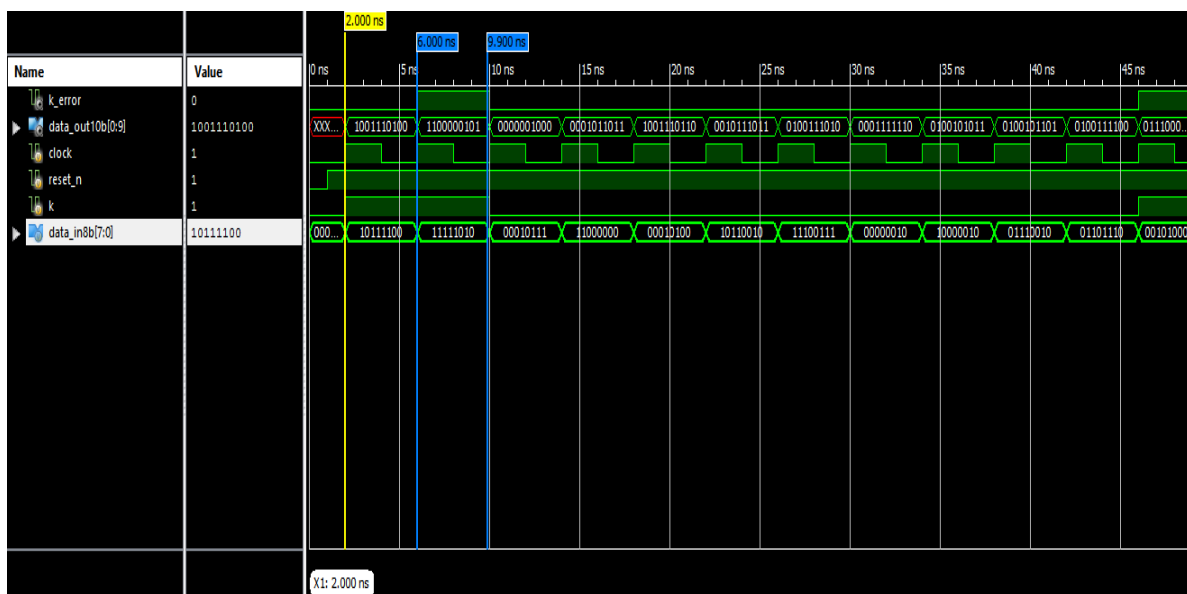 2.000 ns
6.000 ns 9.900 ns
Name Value 0 ns 5 ns 10 ns 15 ns 20 ns 25 ns 30 ns 35 ns 40 ns 45 ns
k_error 0
data_out10b[0:9] 1001110100 XXX... 1001110100 1100000101 0000001000 0001011011 1001110110 0010111011 0100111010 0001111110 0100101011 0100101101 0100111100 0111000...
clock 1
reset_n 1
k 1
data_in8b[7:0] 10111100 000... 10111100 11111010 00010111 11000000 00010100 10110010 11100111 00000010 10000010 01110010 01101110 00101000
X1: 2.000 ns